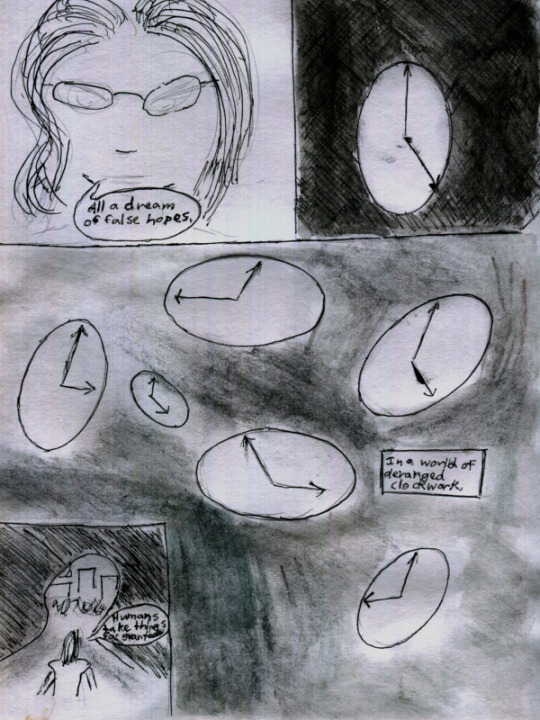 All a dream
of false hopes.
In a world of
deranged
clockwork.
Humans
take things
for granted